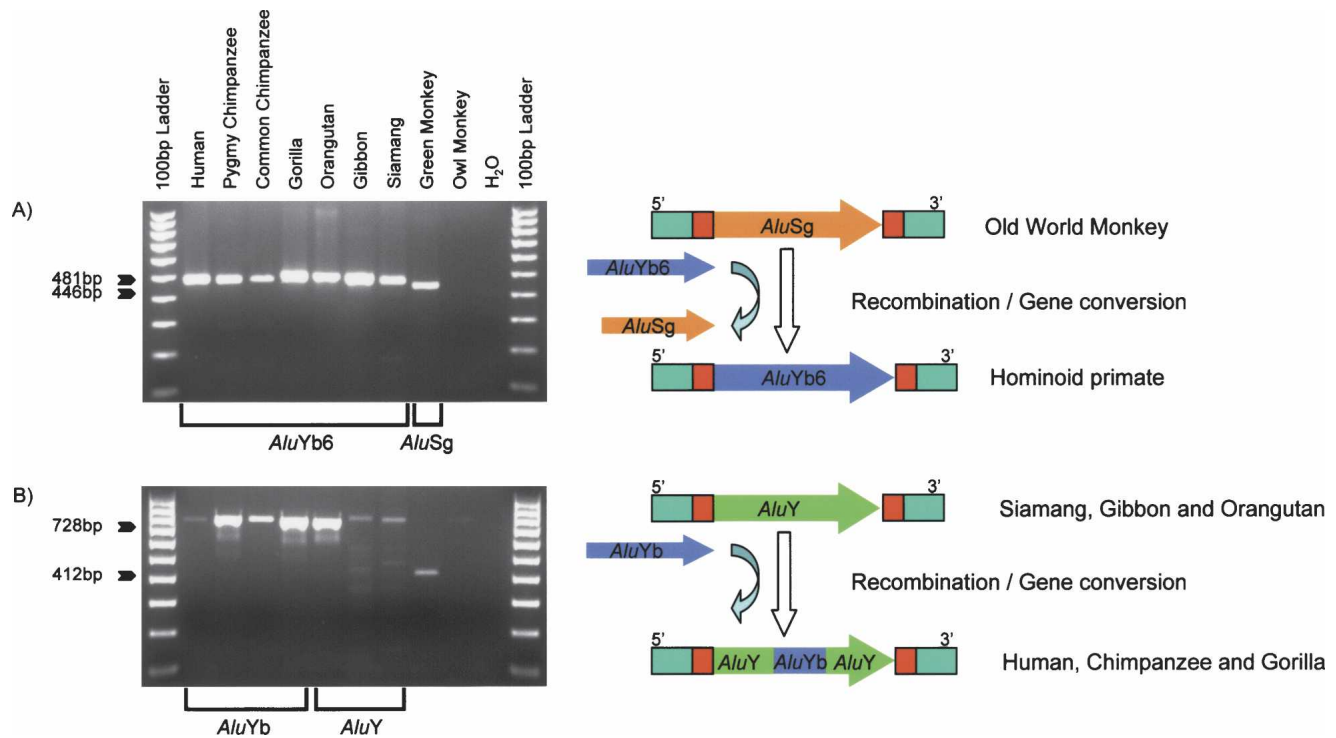 100bp Ladder
Human
Pygmy Chimpanzee
Common Chimpanzee
Gorilla
Orangutan
Gibbon
Siamang
Green Monkey
Owl Monkey
H₂O
100bp Ladder
A)
481bp
446bp
AluYb6
AluSg
5'
3'
AluSg
Old World Monkey
AluYb6
Recombination / Gene conversion
AluSg
5'
3'
AluYb6
Hominoid primate
B)
728bp
412bp
AluYb
AluY
5'
3'
AluY
Siamang, Gibbon and Orangutan
AluYb
Recombination / Gene conversion
5'
3'
AluY AluYb AluY
Human, Chimpanzee and Gorilla